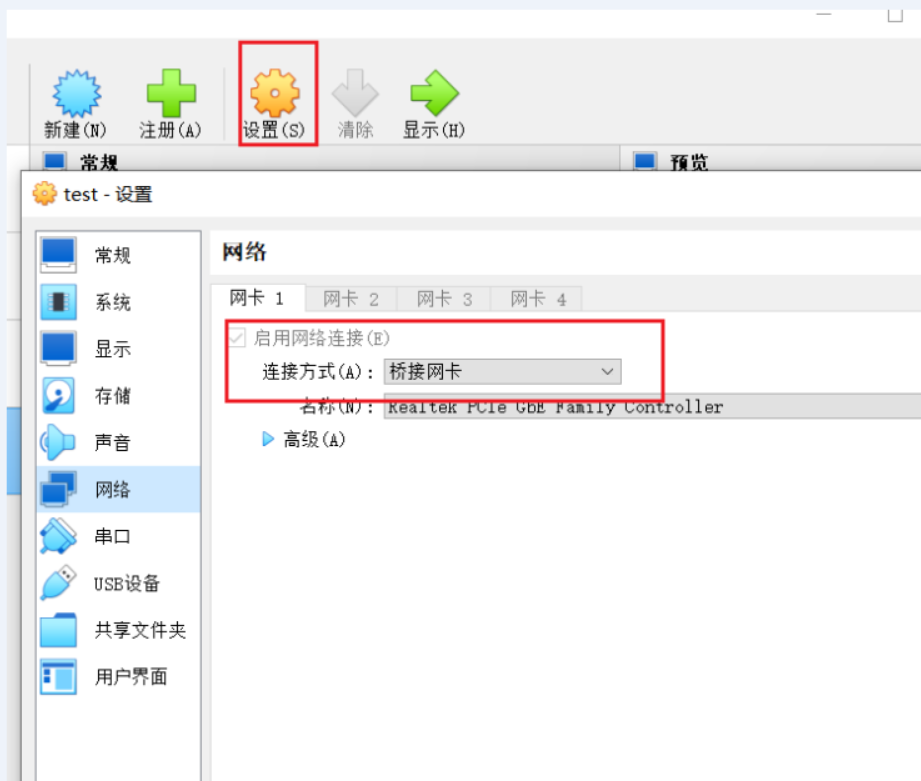 新建(N) 注册(A) 设置(S) 清除 显示(H)
常规 预览
test - 设置
常规
系统
显示
存储
声音
网络
串口
USB设备
共享文件夹
用户界面
网络
网卡 1 网卡 2 网卡 3 网卡 4
启用网络连接(E)
连接方式(A): 桥接网卡
名称(N): Realtek PCIe GbE Family Controller
高级(A)